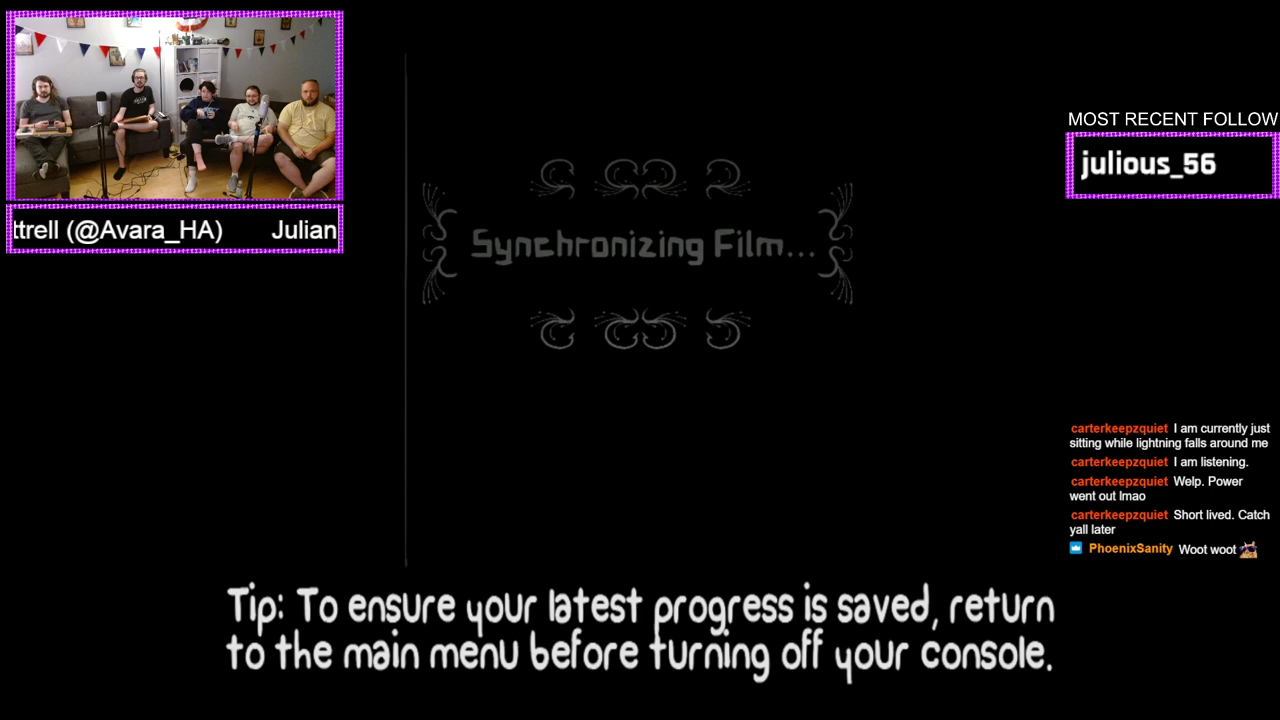 ttrell (@Avara_HA) Julian
MOST RECENT FOLLOW
julious_56
Synchronizing Film...
carterkeepzquiet I am currently just
sitting while lightning falls around me
carterkeepzquiet I am listening.
carterkeepzquiet Welp. Power
went out lmao
carterkeepzquiet Short lived. Catch
yall later
PhoenixSanity Woot woot
Tip: To ensure your latest progress is saved, return
to the main menu before turning off your console.